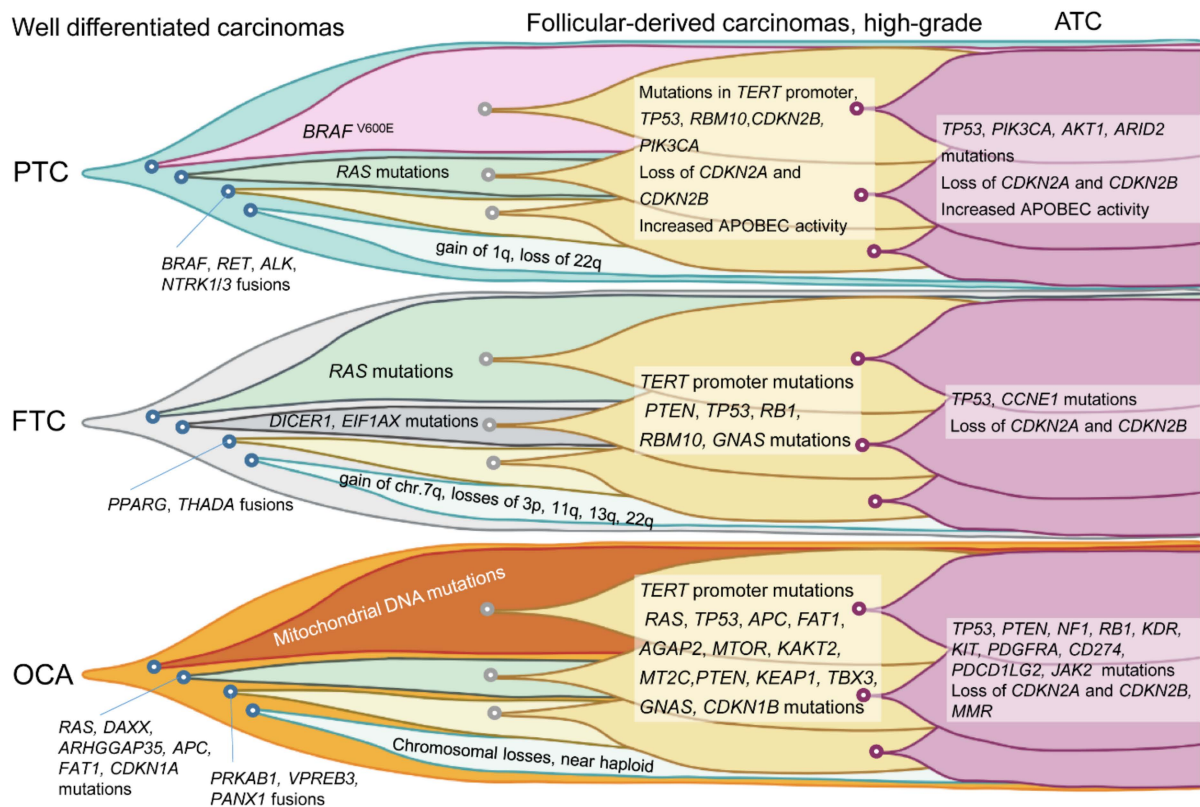 Well differentiated carcinomas
Follicular-derived carcinomas, high-grade
ATC
PTC
BRAF V600E
RAS mutations
gain of 1q, loss of 22q
BRAF, RET, ALK,
NTRK1/3 fusions
Mutations in TERT promoter,
TP53, RBM10,CDKN2B,
PIK3CA
Loss of CDKN2A and
CDKN2B
Increased APOBEC activity
TP53, PIK3CA, AKT1, ARID2
mutations
Loss of CDKN2A and CDKN2B
Increased APOBEC activity
FTC
RAS mutations
DICER1, EIF1AX mutations
gain of chr.7q, losses of 3p, 11q, 13q, 22q
PPARG, THADA fusions
TERT promoter mutations
PTEN, TP53, RB1,
RBM10, GNAS mutations
TP53, CCNE1 mutations
Loss of CDKN2A and CDKN2B
OCA
Mitochondrial DNA mutations
Chromosomal losses, near haploid
RAS, DAXX,
ARHGGAP35, APC,
FAT1, CDKN1A
mutations
PRKAB1, VPREB3,
PANX1 fusions
TERT promoter mutations
RAS, TP53, APC, FAT1,
AGAP2, MTOR, KAKT2,
MT2C,PTEN, KEAP1, TBX3,
GNAS, CDKN1B mutations
TP53, PTEN, NF1, RB1, KDR,
KIT, PDGFRA, CD274,
PDCD1LG2, JAK2 mutations
Loss of CDKN2A and CDKN2B,
MMR